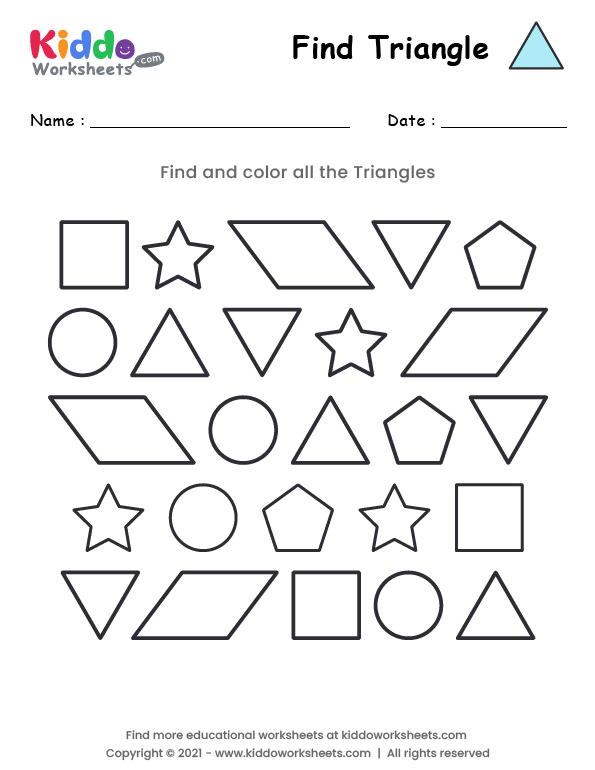 Kiddo
Worksheets.com
Find Triangle
Name : Date :
Find and color all the Triangles
Find more educational worksheets at kiddoworksheets.com
Copyright © 2021 - www.kiddoworksheets.com | All rights reserved